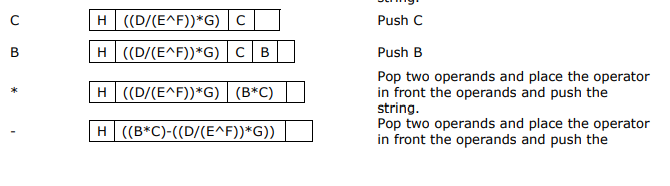 C H ((D/(E^F))*G) C Push C
B H ((D/(E^F))*G) C B Push B
Pop two operands and place the operator
* H ((D/(E^F))*G) (B*C) in front the operands and push the
string.
Pop two operands and place the operator
- H ((B*C)-((D/(E^F))*G)) in front the operands and push the